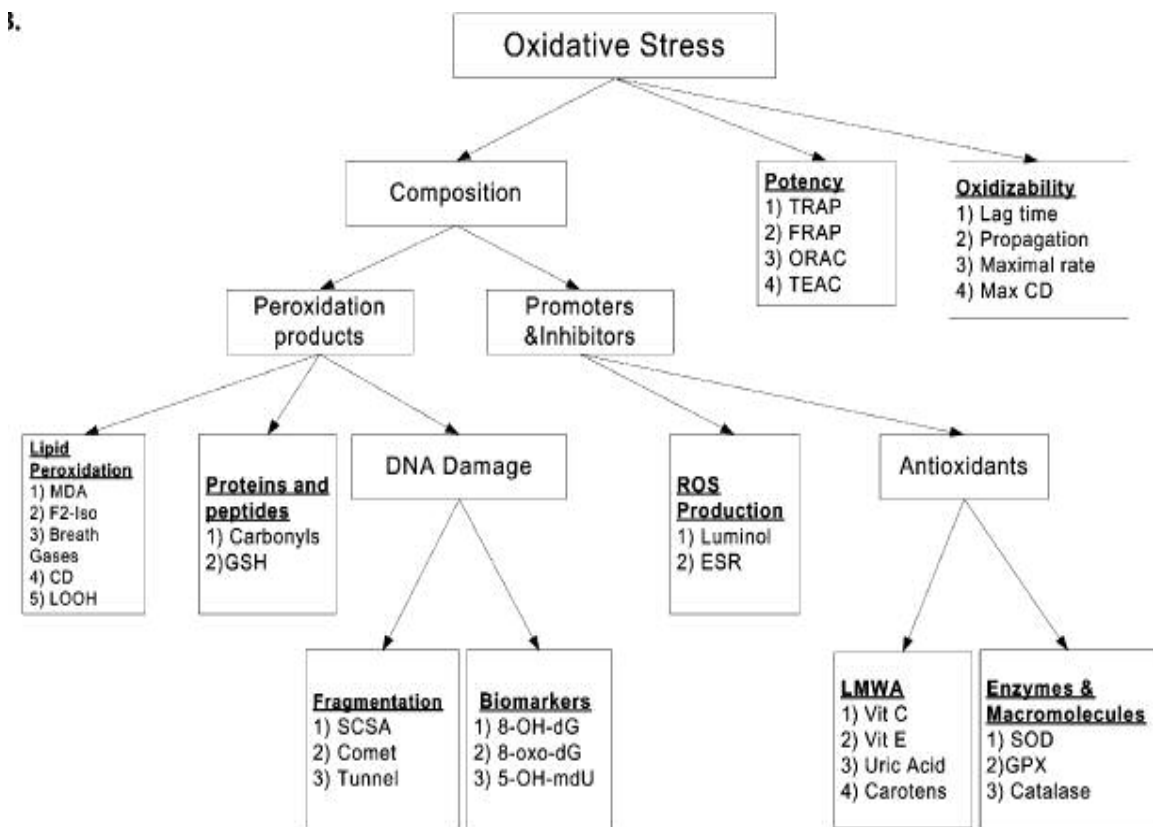 Oxidative Stress
Composition
Potency
1) TRAP
2) FRAP
3) ORAC
4) TEAC
Oxidizability
1) Lag time
2) Propagation
3) Maximal rate
4) Max CD
Peroxidation
products
Promoters
&Inhibitors
Lipid
Peroxidation
1) MDA
2) F2-Iso
3) Breath
Gases
4) CD
5) LOOH
Proteins and
peptides
1) Carbonyls
2)GSH
DNA Damage
ROS
Production
1) Luminol
2) ESR
Antioxidants
Fragmentation
1) SCSA
2) Comet
3) Tunnel
Biomarkers
1) 8-OH-dG
2) 8-oxo-dG
3) 5-OH-mdU
LMWA
1) Vit C
2) Vit E
3) Uric Acid
4) Carotens
Enzymes &
Macromolecules
1) SOD
2)GPX
3) Catalase